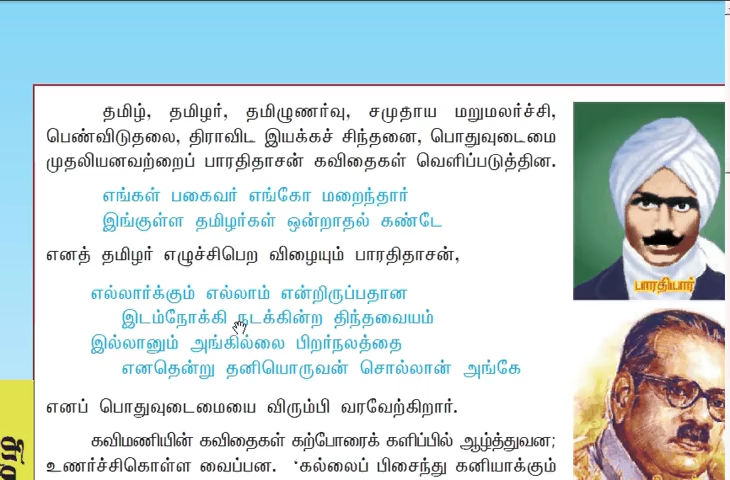 தமிழ், தமிழர், தமிழுணர்வு, சமுதாய மறுமலர்ச்சி,
பெண்விடுதலை, திராவிட இயக்கச் சிந்தனை, பொதுவுடைமை
முதலியனவற்றைப் பாரதிதாசன் கவிதைகள் வெளிப்படுத்தின.
எங்கள் பகைவர் எங்கோ மறைந்தார்
இங்குள்ள தமிழர்கள் ஒன்றாதல் கண்டே
எனத் தமிழர் எழுச்சிபெற விழையும் பாரதிதாசன்,
எல்லார்க்கும் எல்லாம் என்றிருப்பதான
இடம்நோக்கி நடக்கின்ற திந்தவையம்
இல்லானும் அங்கில்லை பிறர்நலத்தை
எனதென்று தனியொருவன் சொல்லான் அங்கே
எனப் பொதுவுடைமையை விரும்பி வரவேற்கிறார்.
கவிமணியின் கவிதைகள் கற்போரைக் களிப்பில் ஆழ்த்துவன;
உணர்ச்சிகொள்ள வைப்பன. ‘கல்லைப் பிசைந்து கனியாக்கும்
பாரதியார்